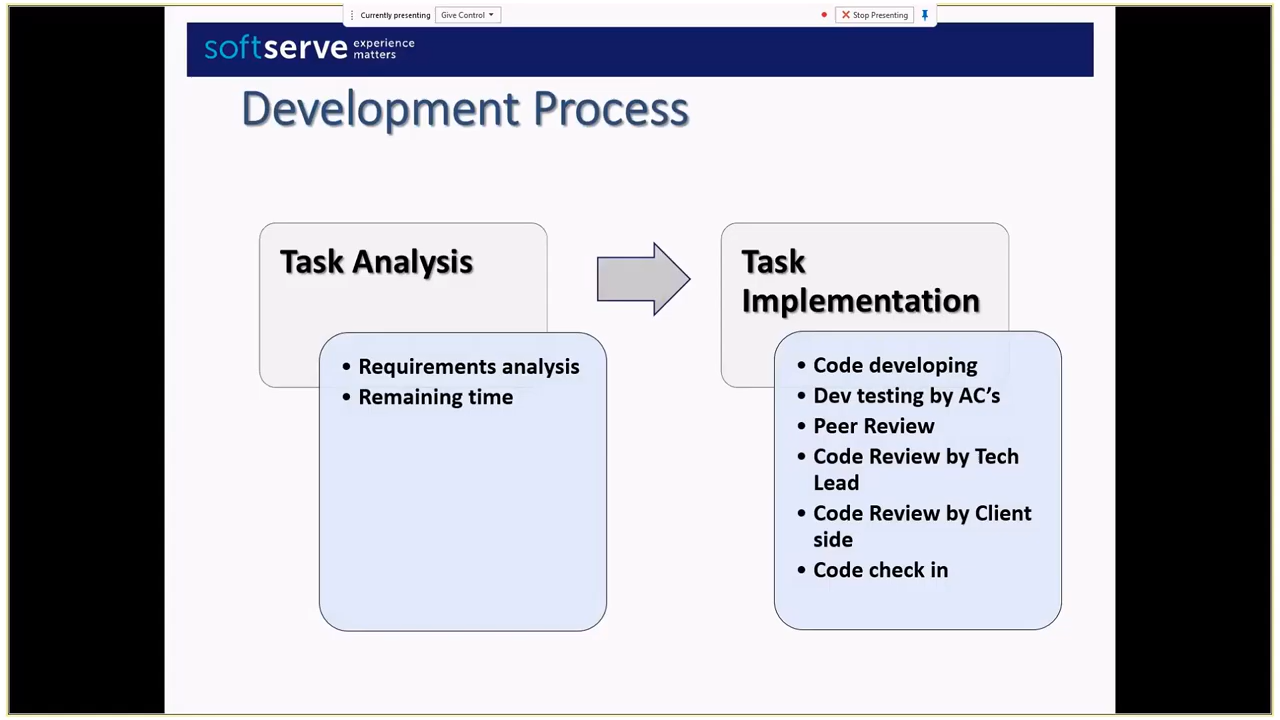 Currently presenting Give Control Stop Presenting
softserve experience matters
Development Process
Task Analysis
• Requirements analysis
• Remaining time
Task
Implementation
• Code developing
• Dev testing by AC's
• Peer Review
• Code Review by Tech
Lead
• Code Review by Client
side
• Code check in